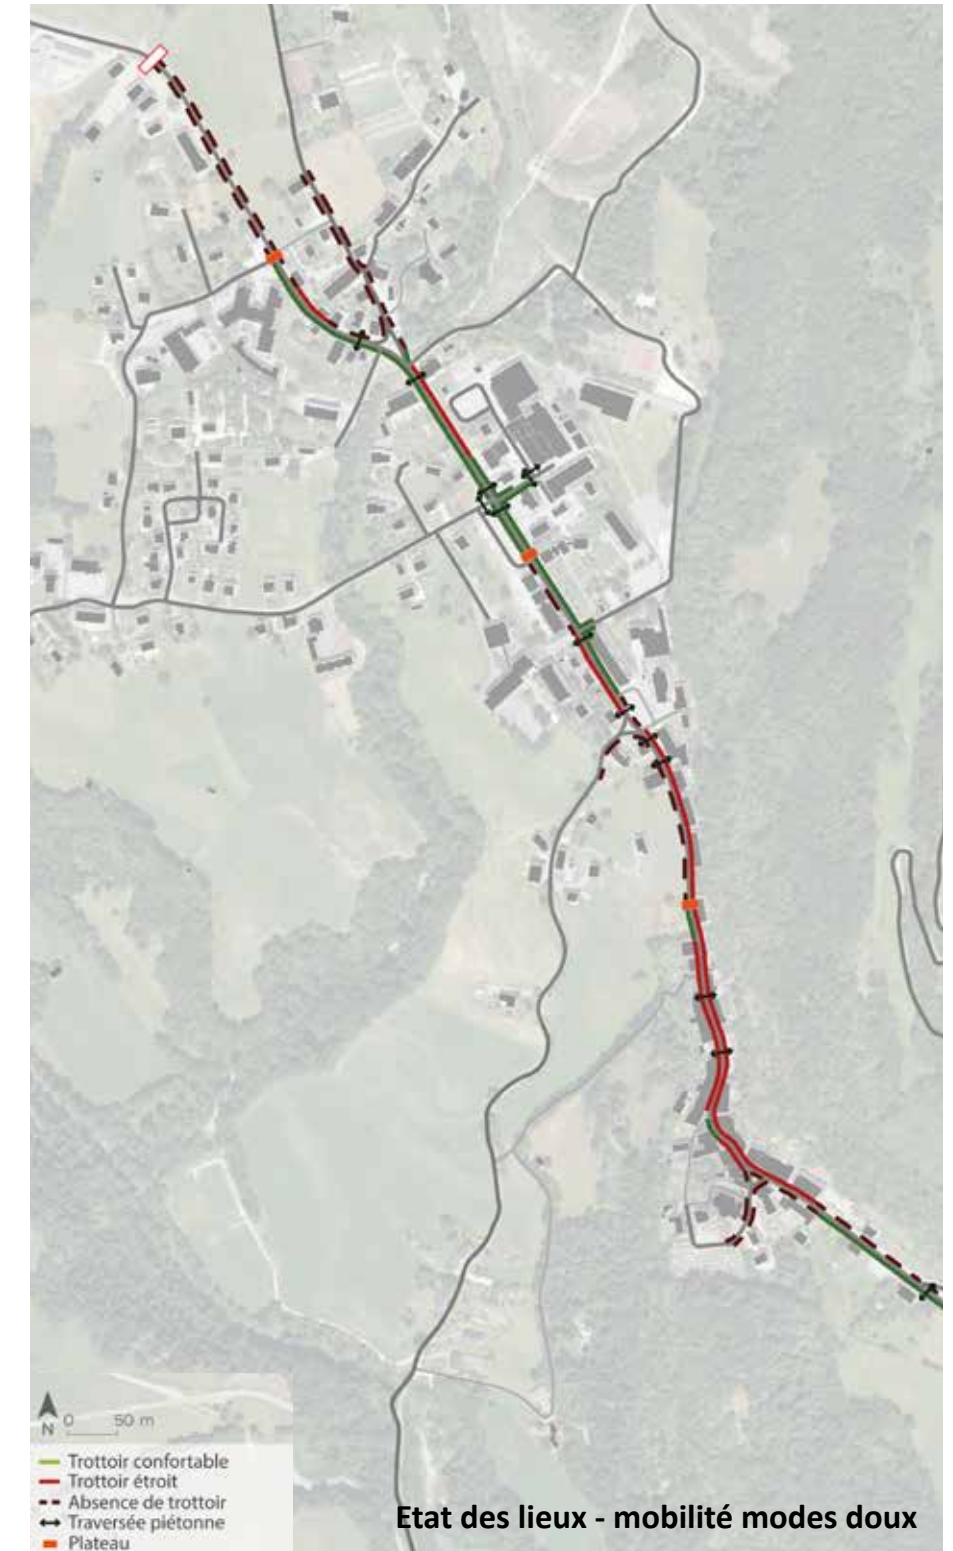 N 0 50 m
Trottoir confortable
Trottoir étroit
Absence de trottoir
Traversée piétonne
Plateau
Etat des lieux - mobilité modes doux